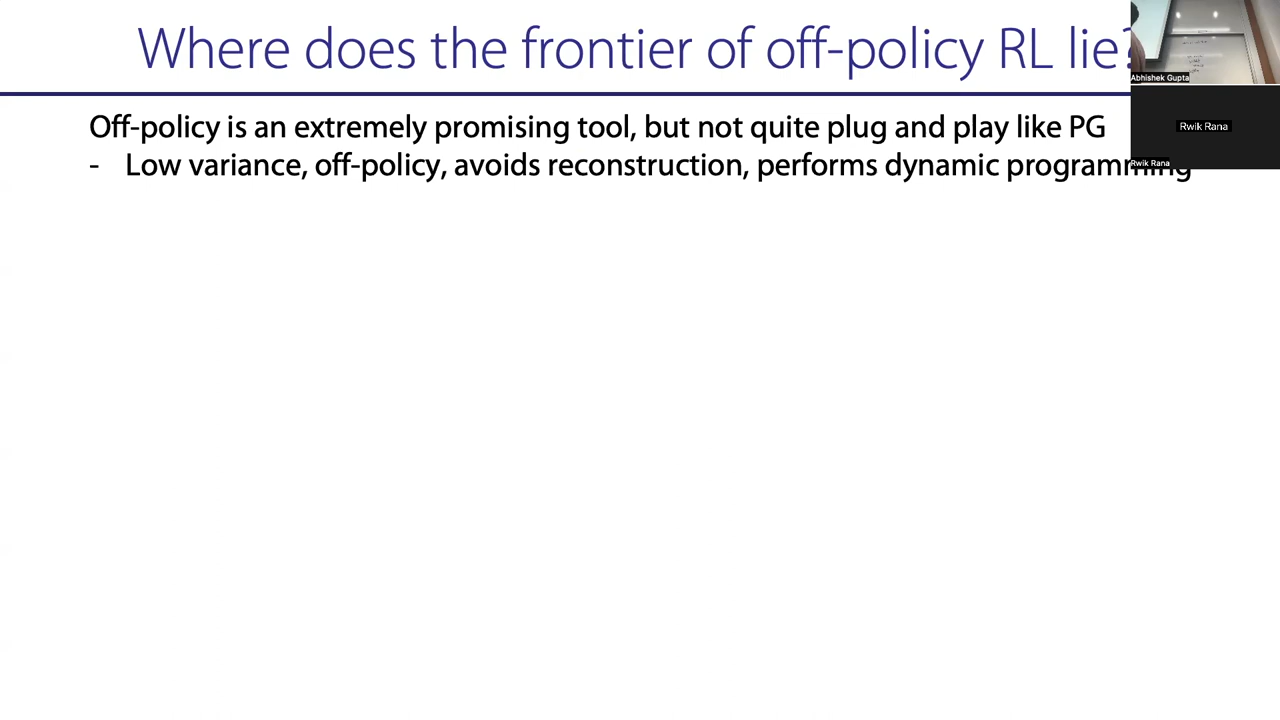 Where does the frontier of off-policy RL lie?
Off-policy is an extremely promising tool, but not quite plug and play like PG
- Low variance, off-policy, avoids reconstruction, performs dynamic programming
Abhishek Gupta
Rwik Rana
Rwik Rana